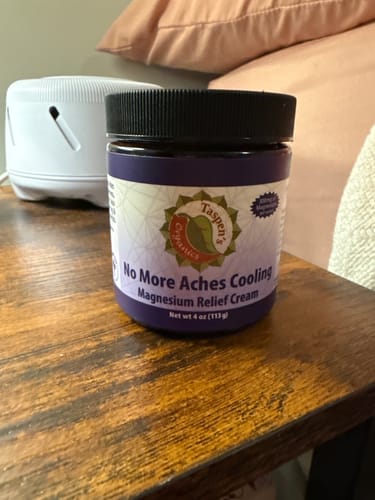 Taspen's
Organics
No More Aches Cooling
Magnesium Relief Cream
Net wt 4 oz (113g)